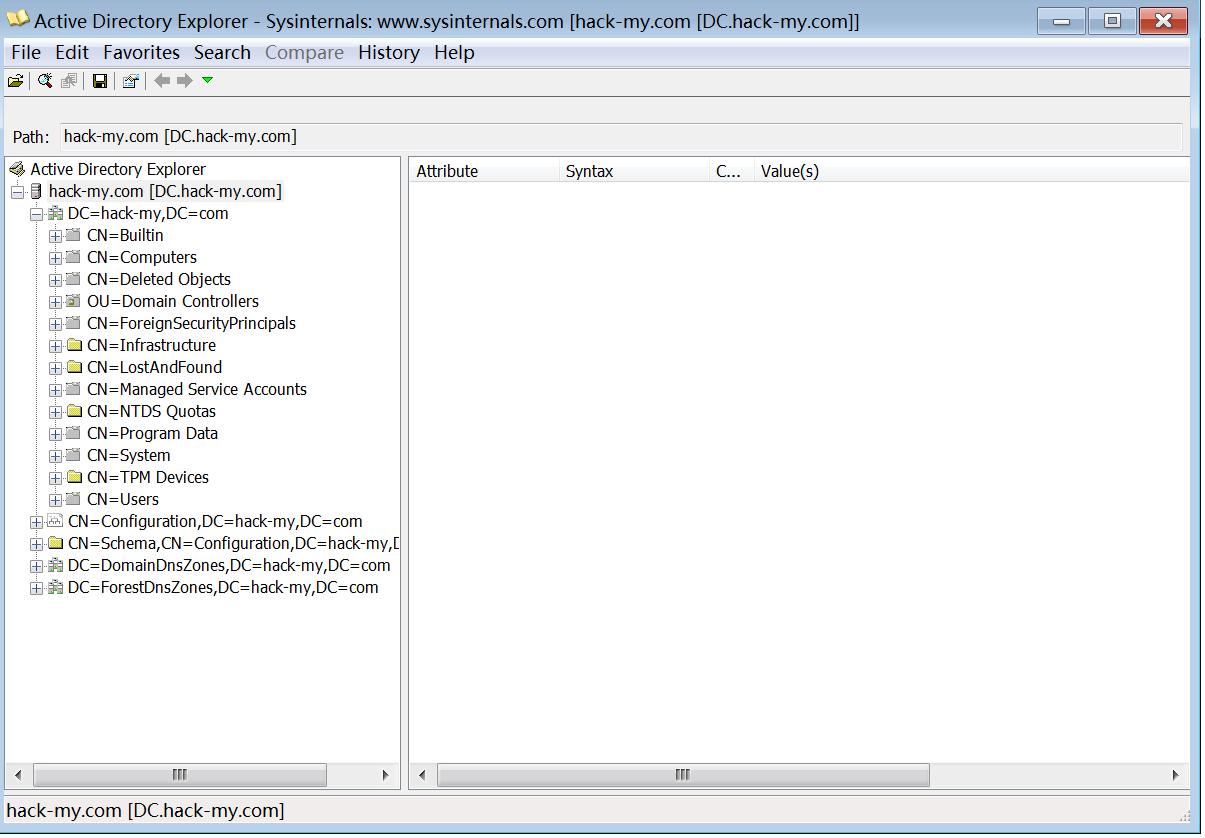 Active Directory Explorer - Sysinternals: www.sysinternals.com [hack-my.com [DC.hack-my.com]]
File Edit Favorites Search Compare History Help
Path: hack-my.com [DC.hack-my.com]
Active Directory Explorer
hack-my.com [DC.hack-my.com]
DC=hack-my,DC=com
CN=Builtin
CN=Computers
CN=Deleted Objects
OU=Domain Controllers
CN=ForeignSecurityPrincipals
CN=Infrastructure
CN=LostAndFound
CN=Managed Service Accounts
CN=NTDS Quotas
CN=Program Data
CN=System
CN=TPM Devices
CN=Users
CN=Configuration,DC=hack-my,DC=com
CN=Schema,CN=Configuration,DC=hack-my,D
DC=DomainDnsZones,DC=hack-my,DC=com
DC=ForestDnsZones,DC=hack-my,DC=com
Attribute Syntax C... Value(s)
hack-my.com [DC.hack-my.com]